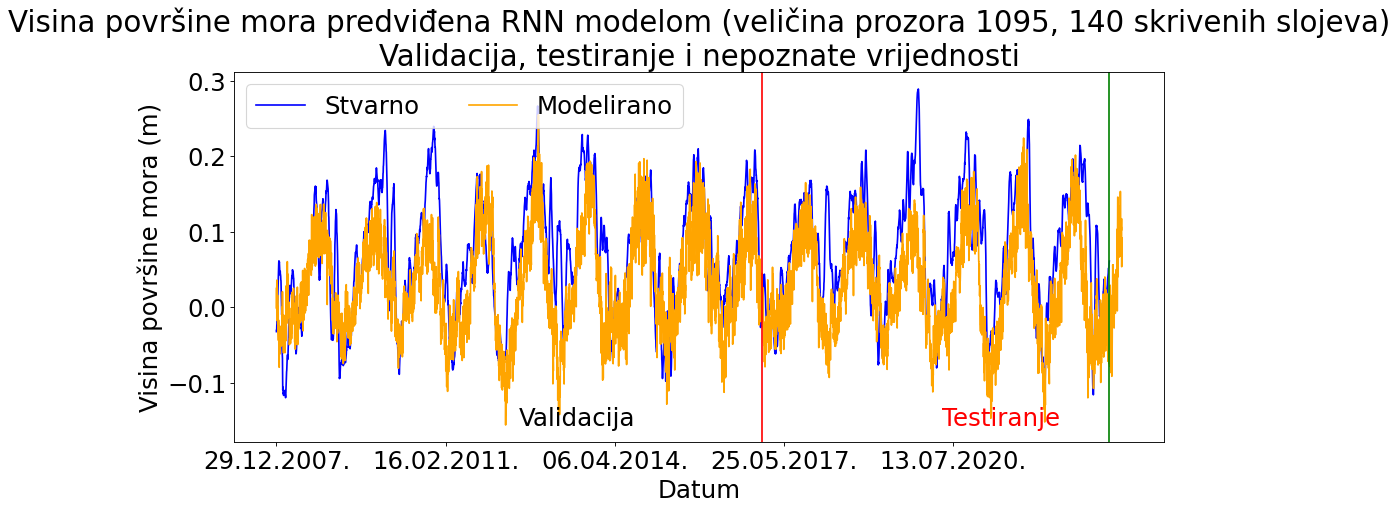 Visina površine mora predviđena RNN modelom (veličina prozora 1095, 140 skrivenih slojeva)
Validacija, testiranje i nepoznate vrijednosti
Stvarno
Modelirano
Visina površine mora (m)
0.3
0.2
0.1
0.0
−0.1
Validacija
Testiranje
29.12.2007.
16.02.2011.
06.04.2014.
25.05.2017.
13.07.2020.
Datum